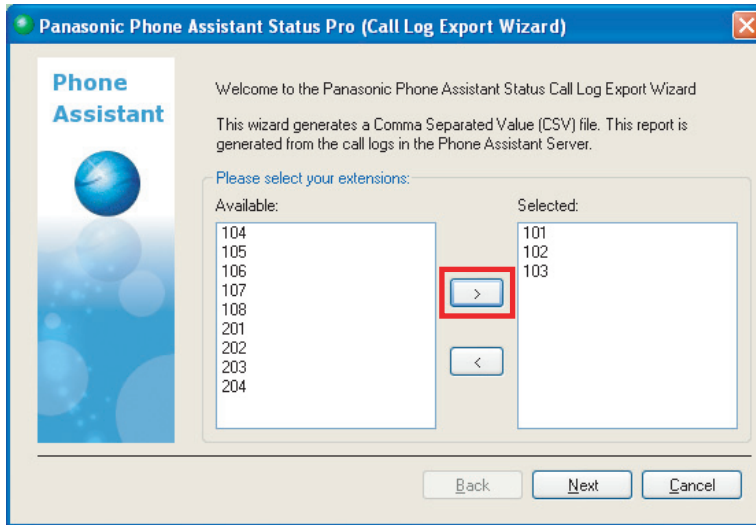 Panasonic Phone Assistant Status Pro (Call Log Export Wizard)
Phone
Assistant
Welcome to the Panasonic Phone Assistant Status Call Log Export Wizard
This wizard generates a Comma Separated Value (CSV) file. This report is
generated from the call logs in the Phone Assistant Server.
Please select your extensions:
Available:
104
105
106
107
108
201
202
203
204
>
<
Selected:
101
102
103
Back
Next
Cancel